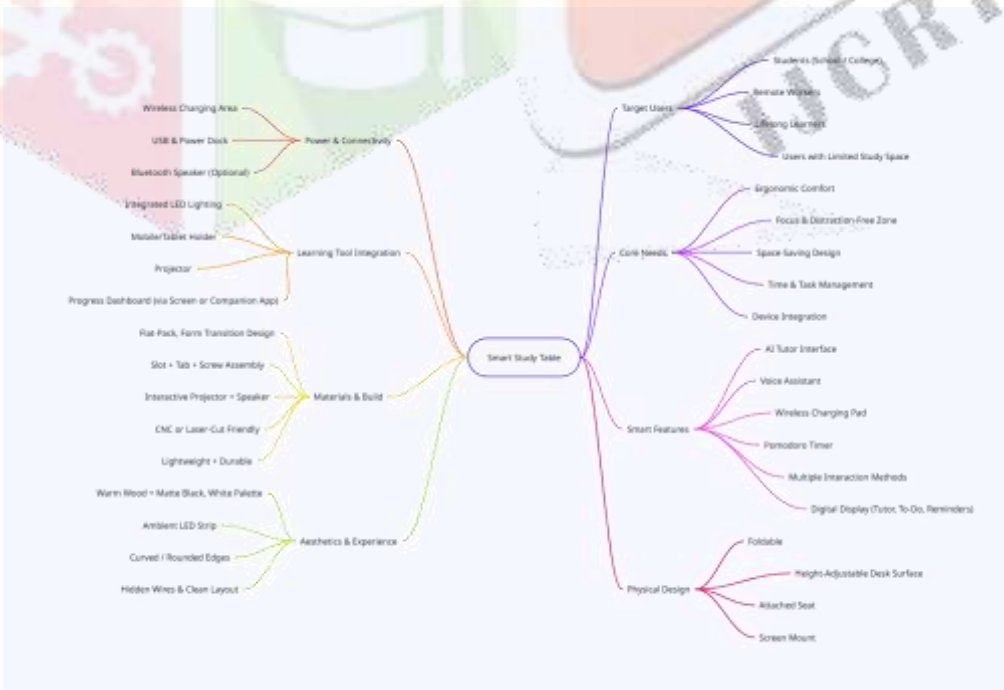 IJCRT
Smart Study Table
Power & Connectivity
Wireless Charging Area
USB & Power Dock
Bluetooth Speaker (Optional)
Learning Tool Integration
Integrated LED Lighting
Mobile/Tablet Holder
Projector
Progress Dashboard (via Screen or Companion App)
Materials & Build
Flat-Pack, Form Transition Design
Slot + Tab + Screw Assembly
Interactive Projector + Speaker
CNC or Laser-Cut Friendly
Lightweight + Durable
Aesthetics & Experience
Warm Wood + Matte Black, White Palette
Ambient LED Strip
Curved / Rounded Edges
Hidden Wires & Clean Layout
Target Users
Students (School / College)
Remote Workers
Lifelong Learners
Users with Limited Study Space
Core Needs
Ergonomic Comfort
Focus & Distraction-Free Zone
Space-Saving Design
Time & Task Management
Device Integration
Smart Features
AI Tutor Interface
Voice Assistant
Wireless Charging Pad
Pomodoro Timer
Multiple Interaction Methods
Digital Display (Tutor, To-Do, Reminders)
Physical Design
Foldable
Height-Adjustable Desk Surface
Attached Seat
Screen Mount